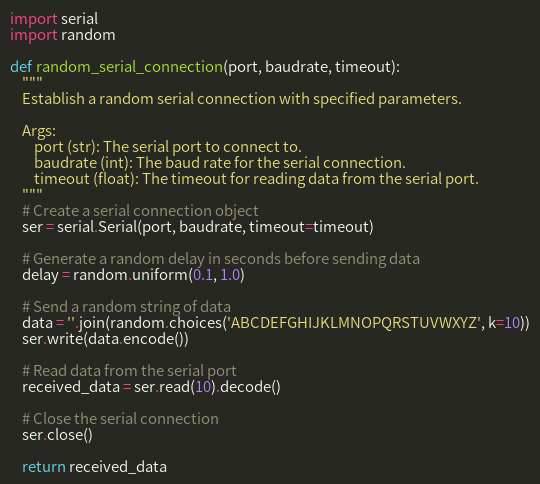 import serial
import random

def random_serial_connection(port, baudrate, timeout):
    """
    Establish a random serial connection with specified parameters.

    Args:
        port (str): The serial port to connect to.
        baudrate (int): The baud rate for the serial connection.
        timeout (float): The timeout for reading data from the serial port.
    """
    # Create a serial connection object
    ser = serial.Serial(port, baudrate, timeout=timeout)

    # Generate a random delay in seconds before sending data
    delay = random.uniform(0.1, 1.0)

    # Send a random string of data
    data = ''.join(random.choices('ABCDEFGHIJKLMNOPQRSTUVWXYZ', k=10))
    ser.write(data.encode())

    # Read data from the serial port
    received_data = ser.read(10).decode()

    # Close the serial connection
    ser.close()

    return received_data